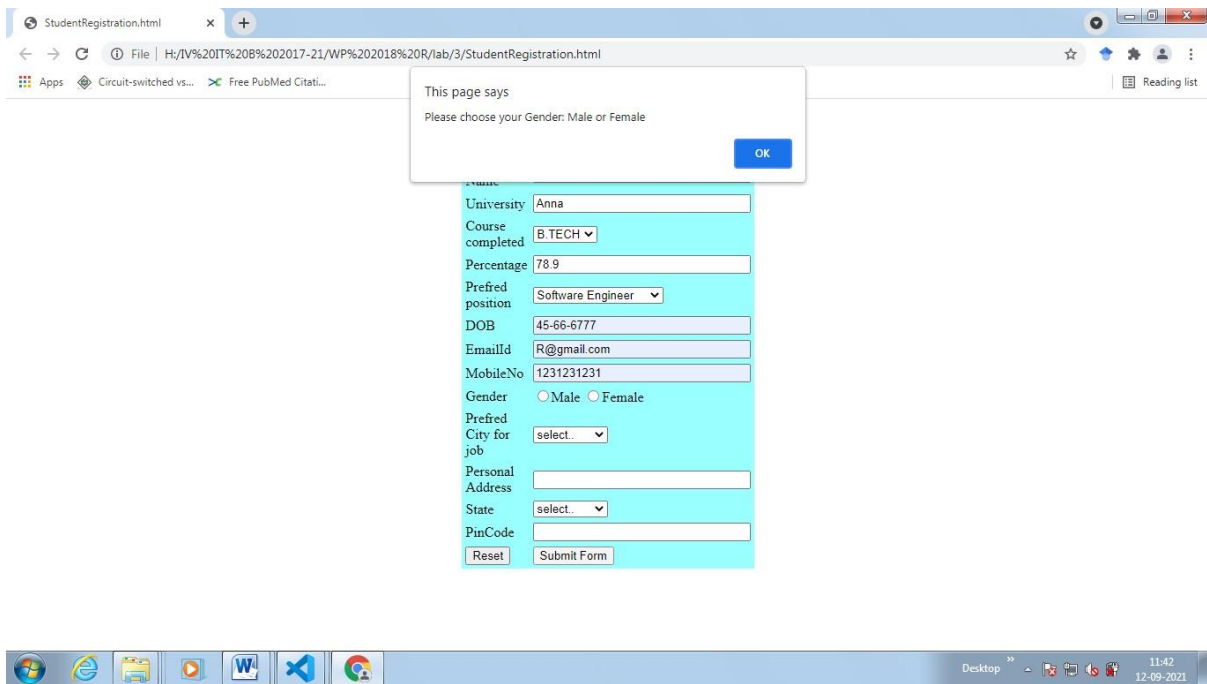 StudentRegistration.html
File | H:/IV%20IT%20B%202017-21/WP%202018%20R/lab/3/StudentRegistration.html
Apps Circuit-switched vs... Free PubMed Citati... Reading list
This page says
Please choose your Gender: Male or Female
OK
Name
University Anna
Course
completed B.TECH
Percentage 78.9
Prefred
position Software Engineer
DOB 45-66-6777
EmailId R@gmail.com
MobileNo 1231231231
Gender Male Female
Prefred
City for select..
job
Personal
Address
State select..
PinCode
Reset Submit Form
Desktop 11:42
12-09-2021